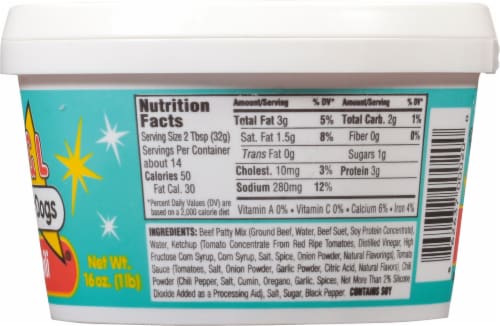 Nutrition
Facts
Serving Size 2 Tbsp (32g)
Servings Per Container
about 14
Calories 50
Fat Cal. 30
*Percent Daily Values (DV) are
based on a 2,000 calorie diet
Amount/Serving % DV* Amount/Serving % DV*
Total Fat 3g 5% Total Carb. 2g 1%
Sat. Fat 1.5g 8% Fiber 0g 0%
Trans Fat 0g Sugars 1g
Cholest. 10mg 3% Protein 3g
Sodium 280mg 12%
Vitamin A 0% • Vitamin C 0% • Calcium 6% • Iron 4%
INGREDIENTS: Beef Patty Mix (Ground Beef, Water, Beef Suet, Soy Protein Concentrate),
Water, Ketchup (Tomato Concentrate From Red Ripe Tomatoes, Distilled Vinegar, High
Fructose Corn Syrup, Corn Syrup, Salt, Spice, Onion Powder, Natural Flavorings), Tomato
Sauce (Tomatoes, Salt, Onion Powder, Garlic Powder, Citric Acid, Natural Flavors), Chili
Powder (Chili Pepper, Salt, Cumin, Oregano, Garlic, Spices, Not More Than 2% Silicone
Dioxide Added as a Processing Aid), Salt, Sugar, Black Pepper. CONTAINS SOY
Dogs
Net Wt.
16 oz. (1 lb)